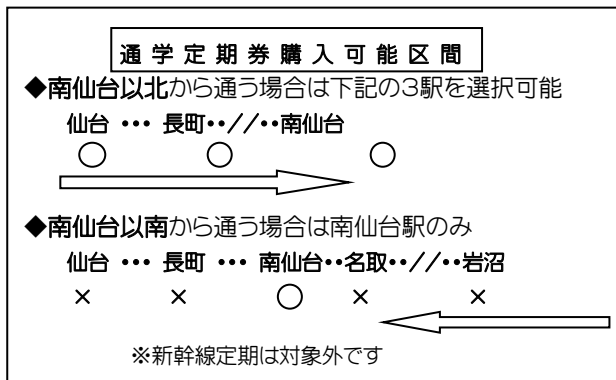 通学定期券購入可能区間
◆南仙台以北から通う場合は下記の3駅を選択可能
仙台 ••• 長町••//••南仙台
○ ○ ○
◆南仙台以南から通う場合は南仙台駅のみ
仙台 ••• 長町 ••• 南仙台••名取••//••岩沼
× × ○ × ×
※新幹線定期は対象外です